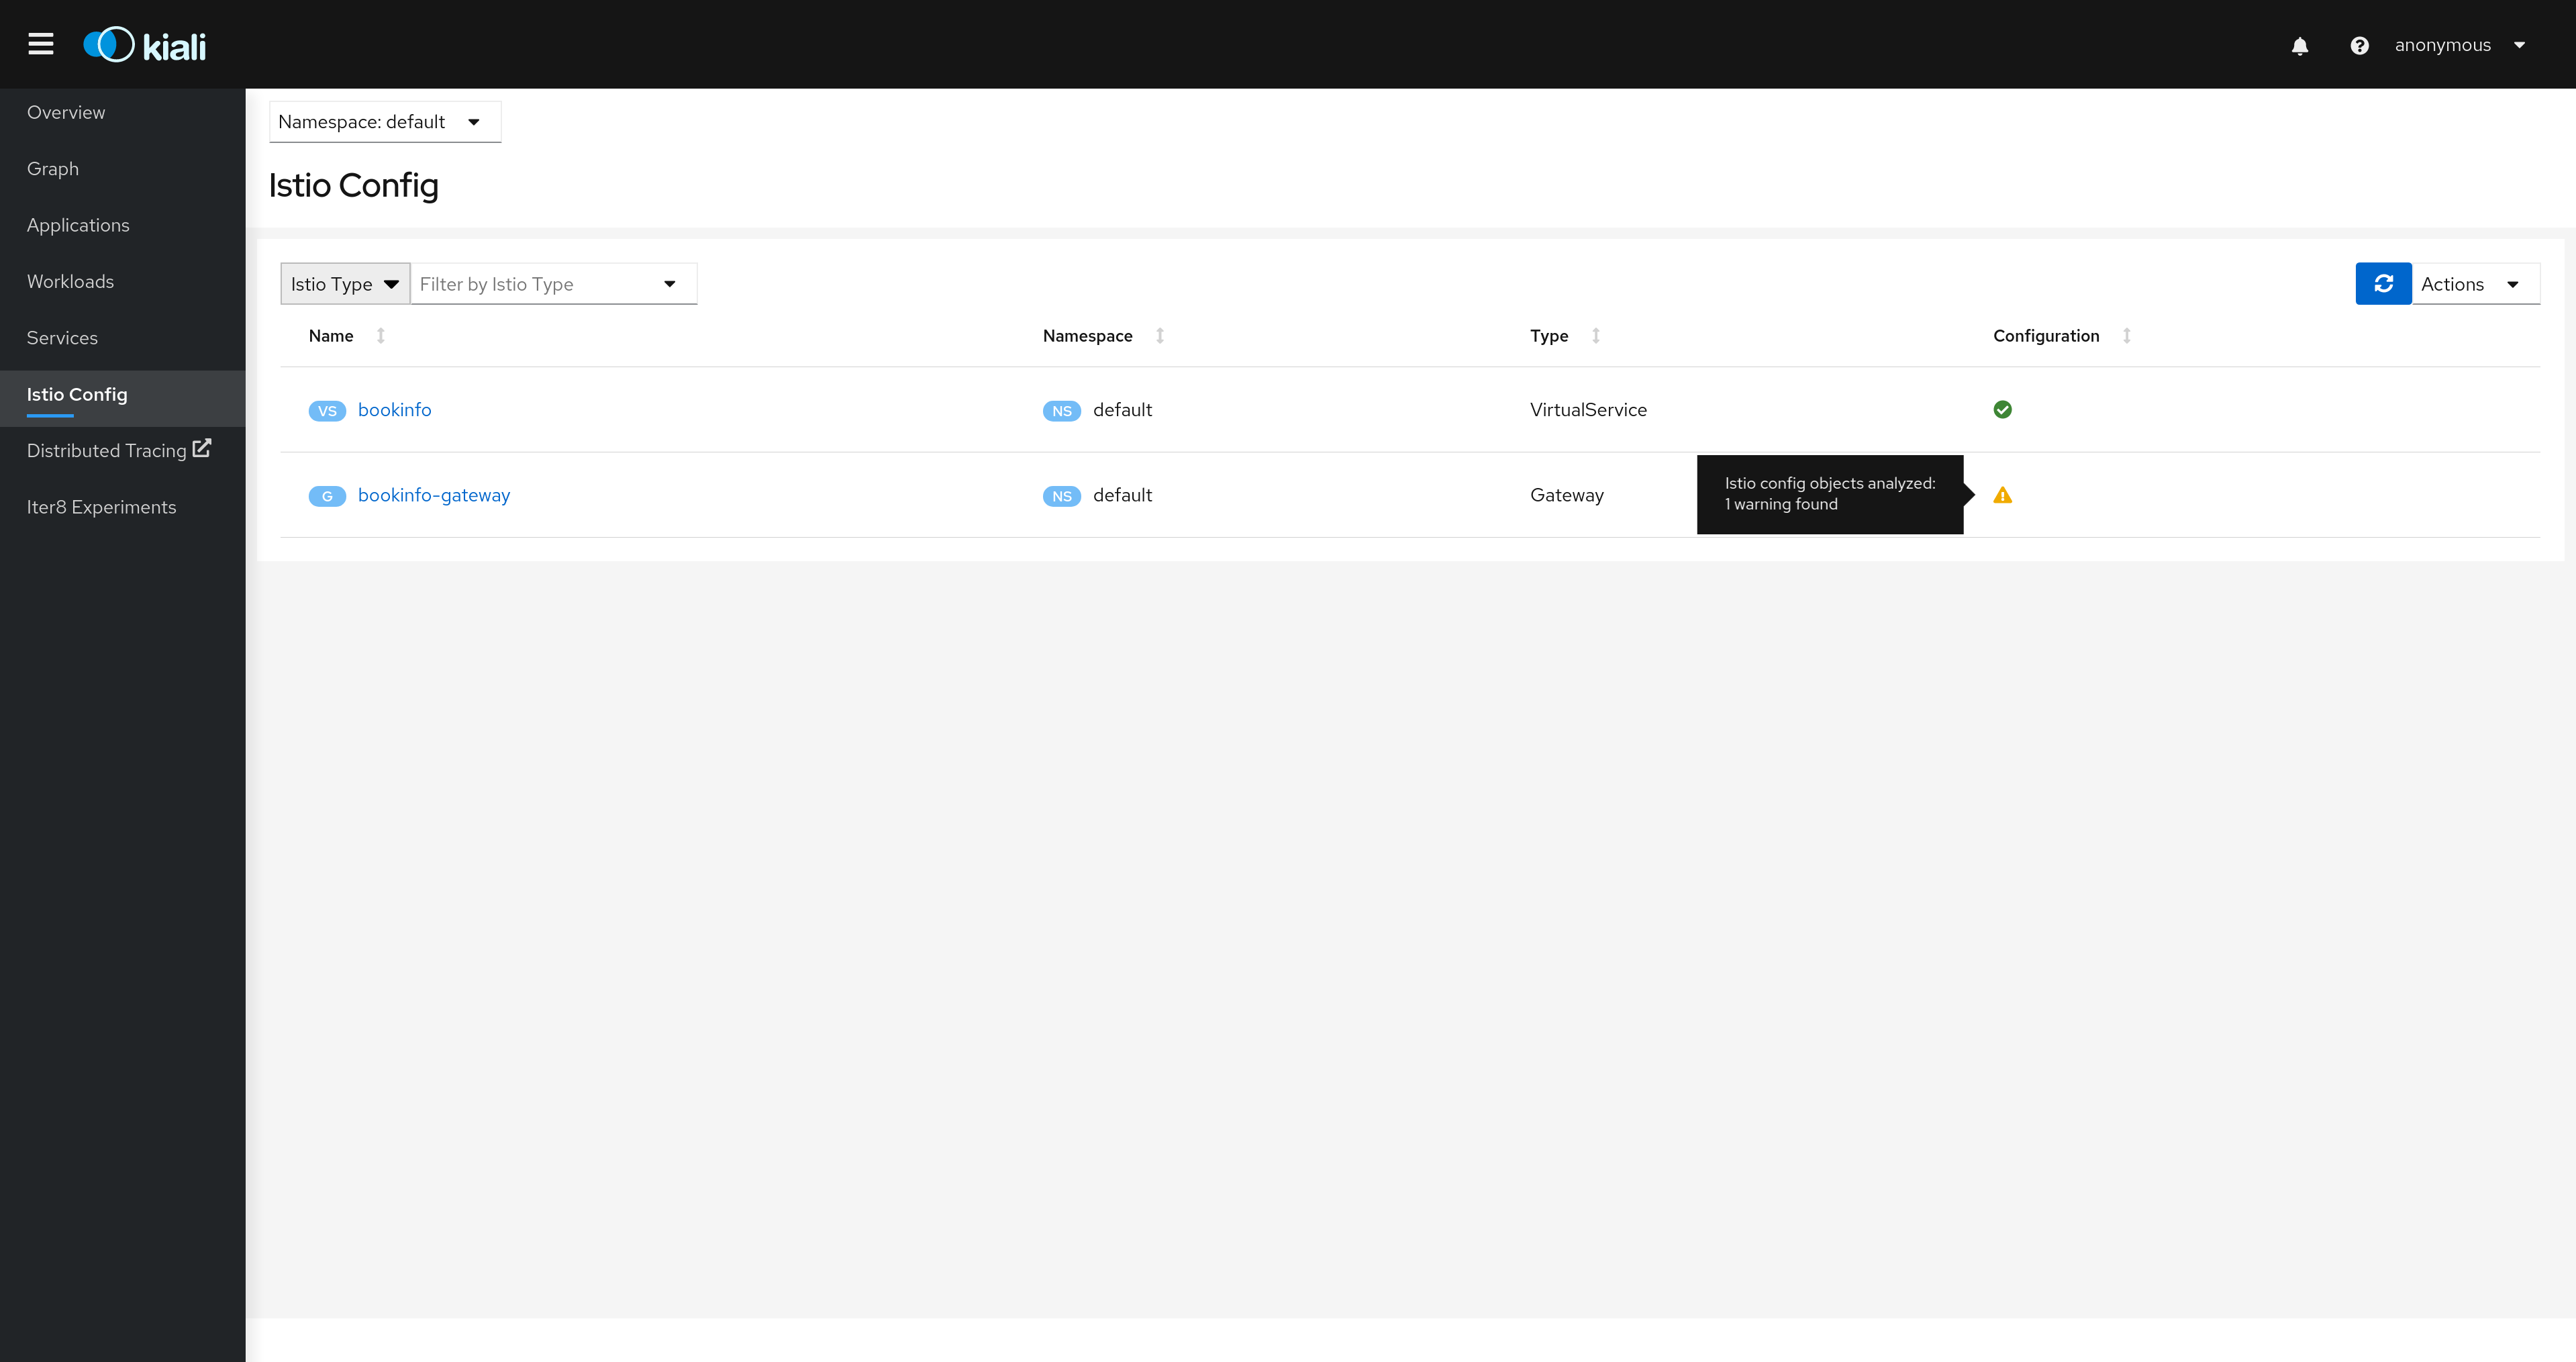 kiali
anonymous
Overview
Graph
Applications
Workloads
Services
Istio Config
Distributed Tracing
Iter8 Experiments
Namespace: default
Istio Config
Istio Type
Filter by Istio Type
Actions
Name Namespace Type Configuration
VS bookinfo NS default VirtualService
G bookinfo-gateway NS default Gateway
Istio config objects analyzed:
1 warning found